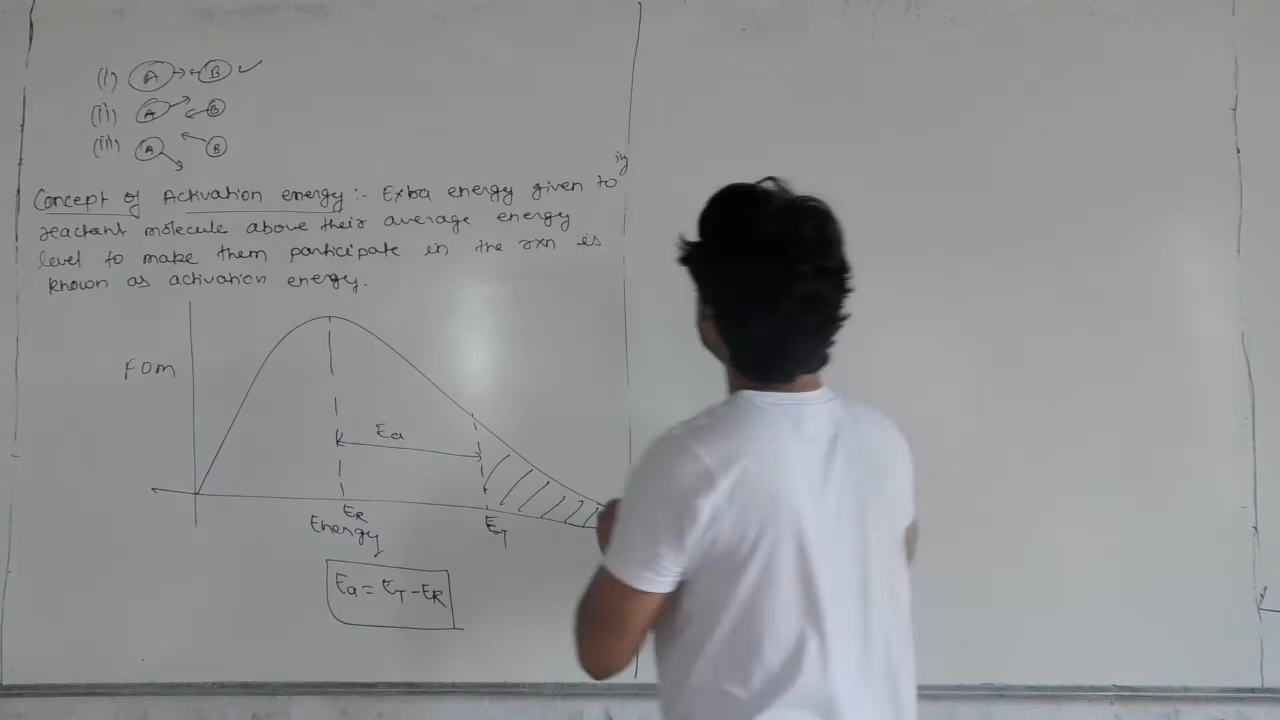 (i) A B ✓
(ii) A B
(iii) A B
Concept of Activation energy :- Extra energy given to
reactant molecule above their average energy
level to make them participate in the rxn is
known as activation energy.
FOM
Ea
ER
ET
Energy
Ea = ET - ER